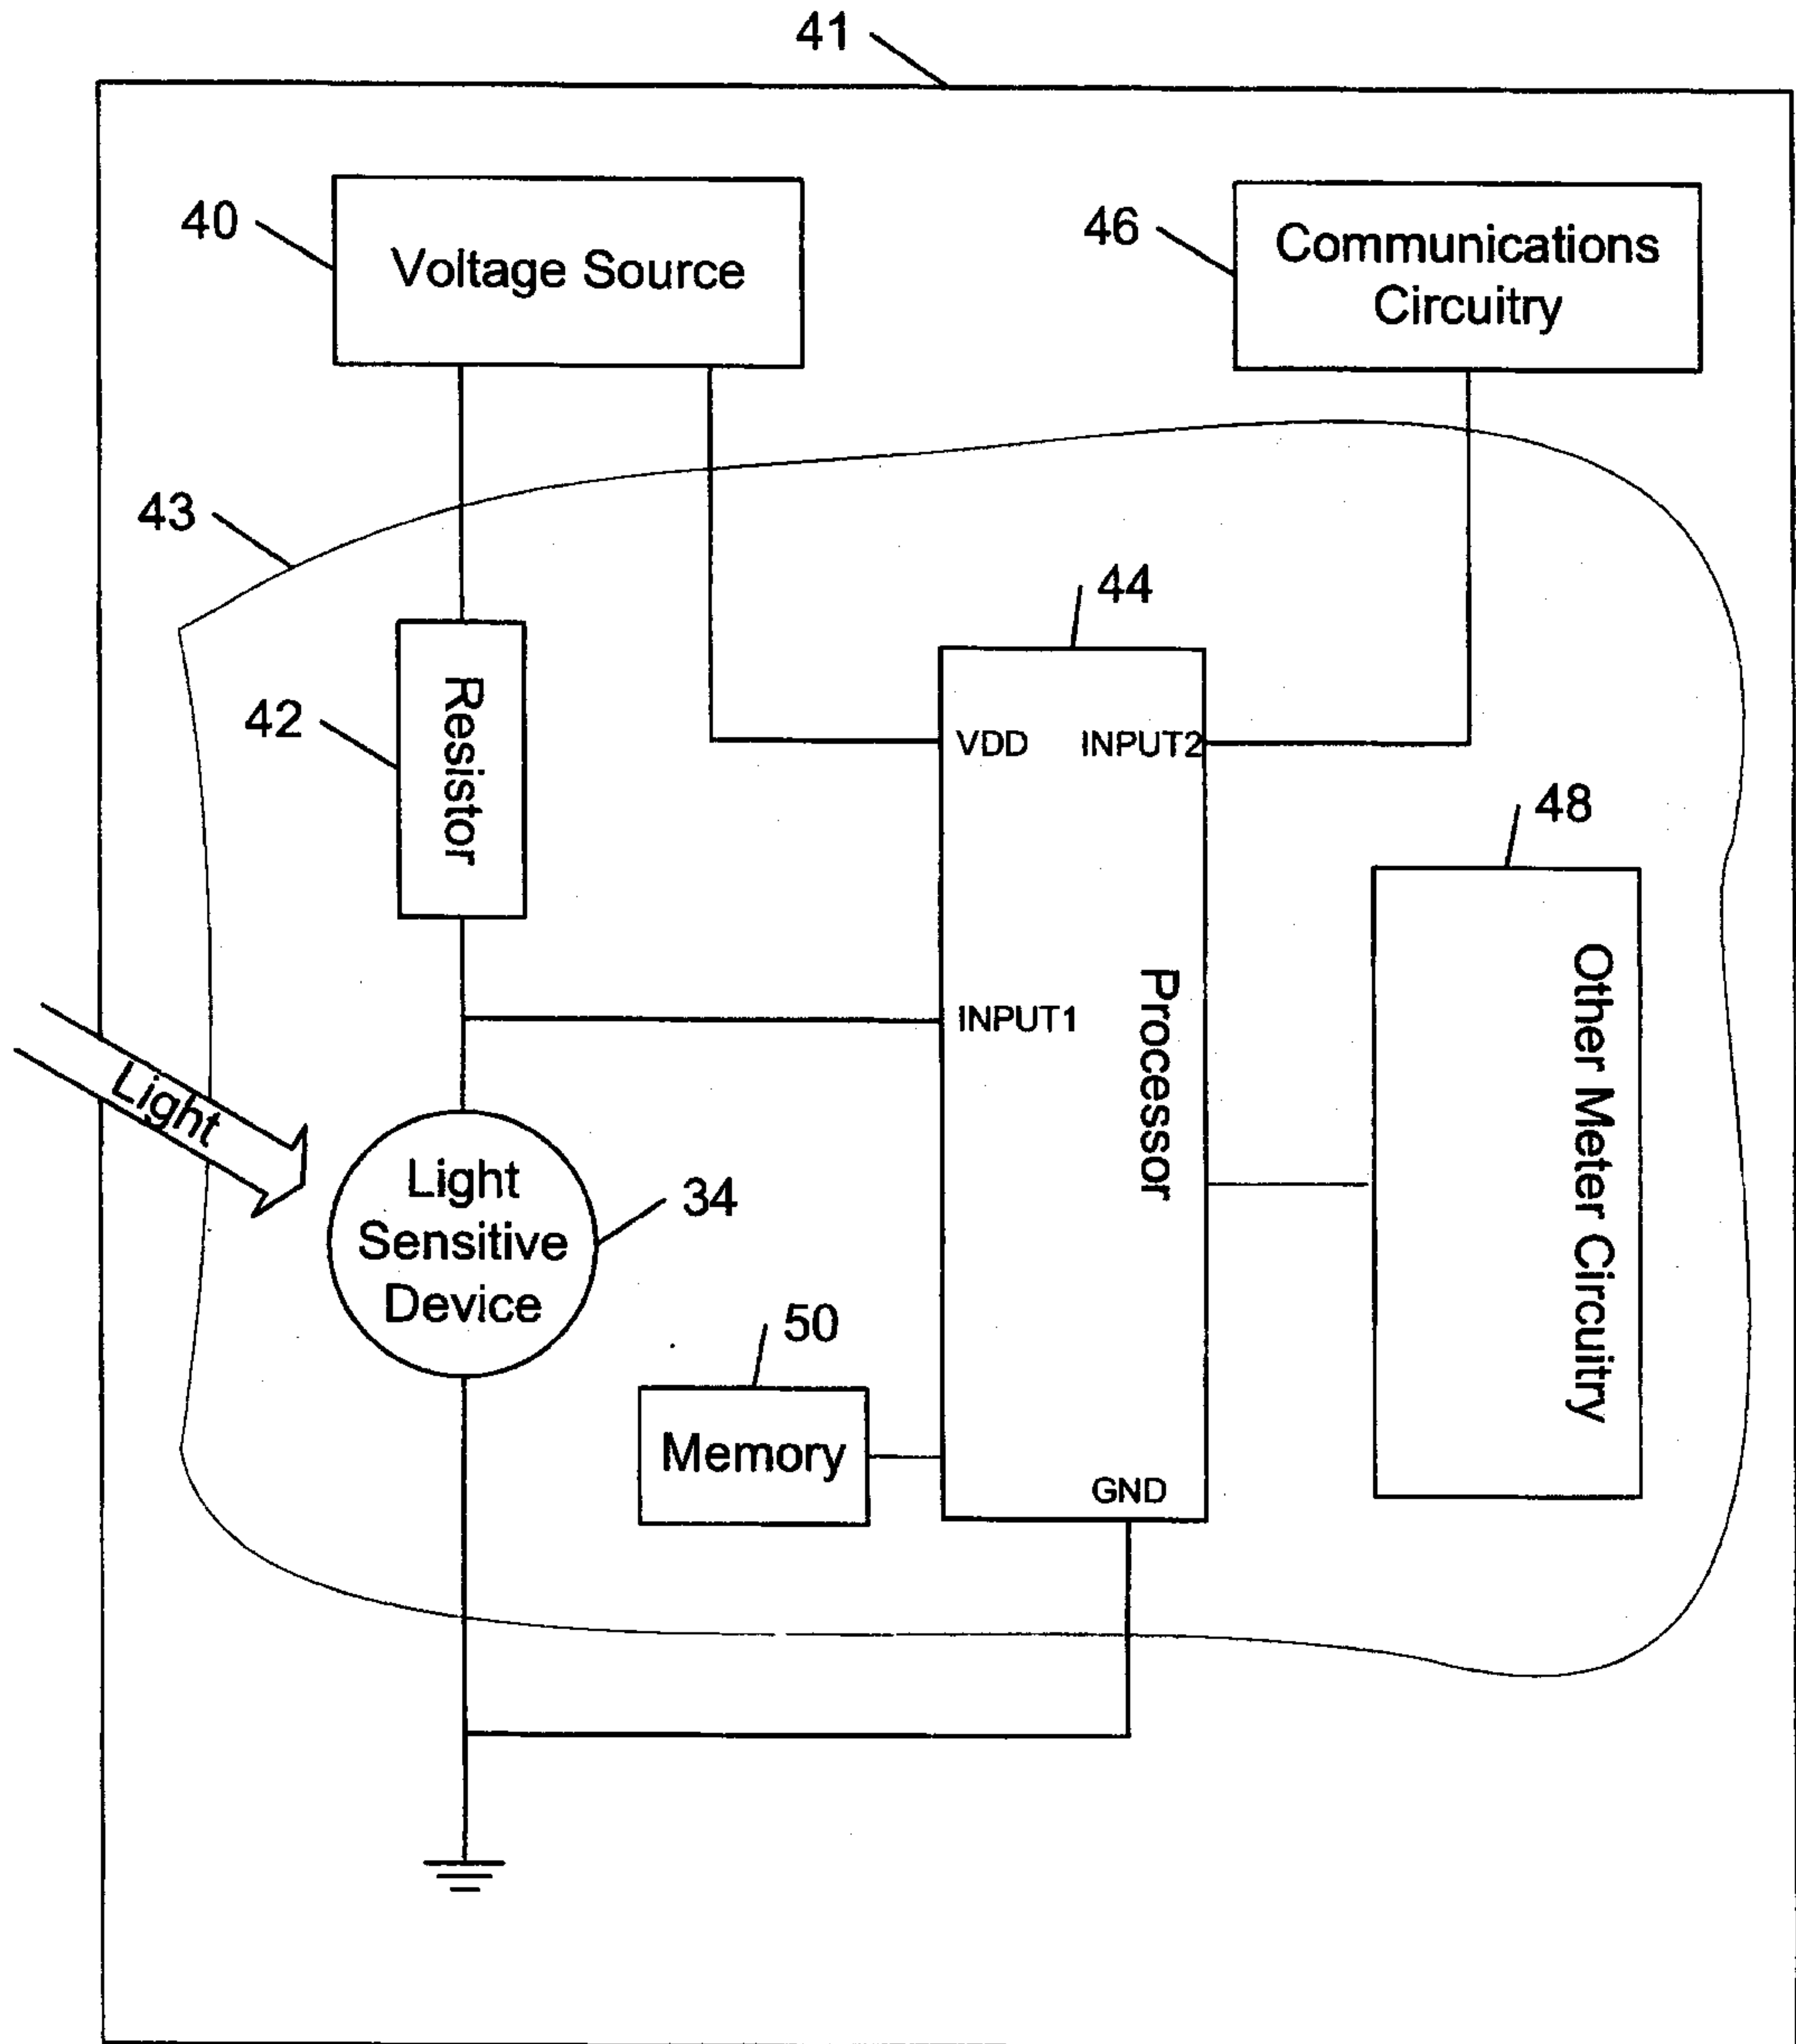 41
40
Voltage Source
46
Communications
Circuitry
43
44
42
Resistor
VDD
INPUT2
48
INPUT1
Processor
Other Meter Circuitry
Light
Light
Sensitive
Device
34
50
Memory
GND